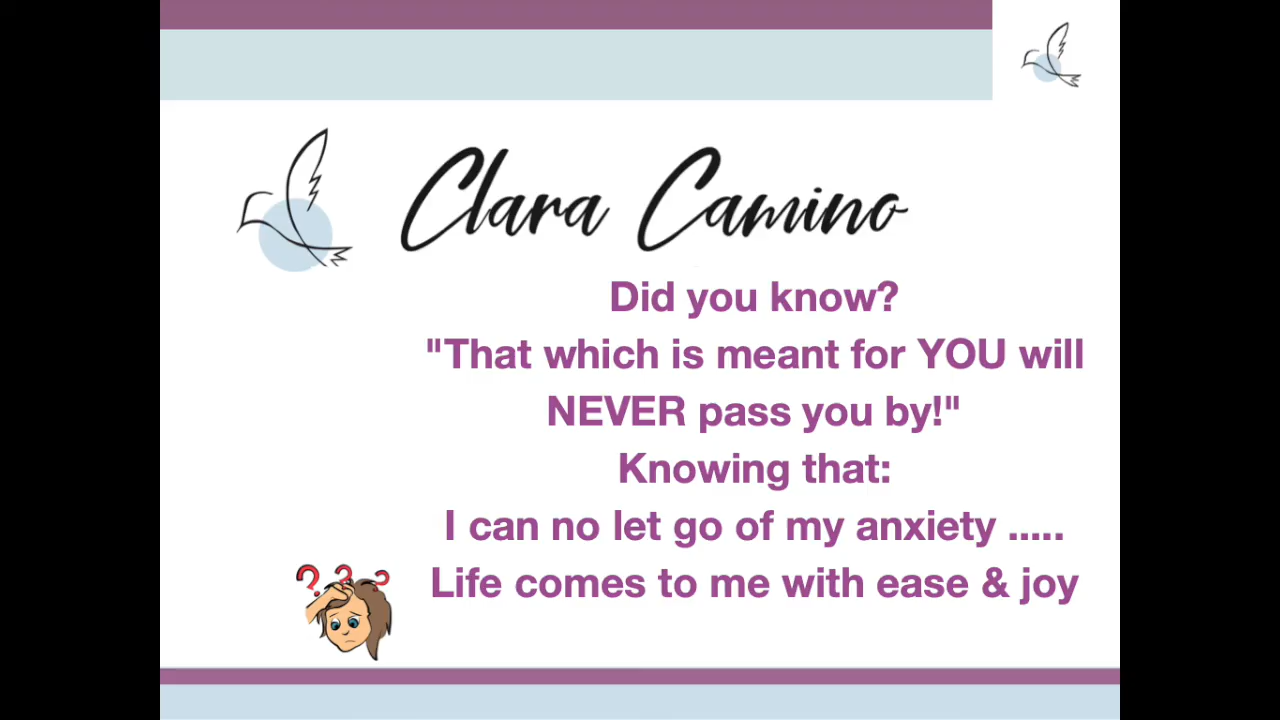 Clara Camino
Did you know?
"That which is meant for YOU will
NEVER pass you by!"
Knowing that:
I can no let go of my anxiety .....
Life comes to me with ease & joy
? ? ?